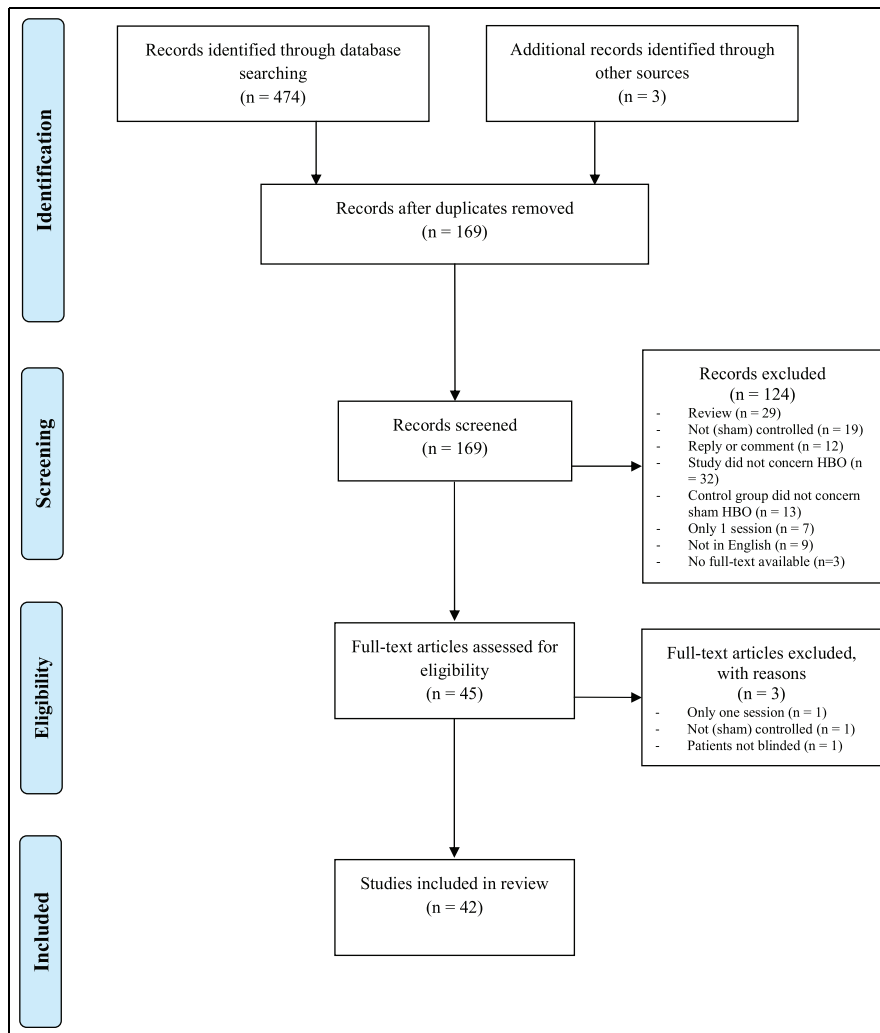 Identification
Records identified through database
searching
(n = 474)
Additional records identified through
other sources
(n = 3)
Records after duplicates removed
(n = 169)
Screening
Records screened
(n = 169)
Records excluded
(n = 124)
- Review (n = 29)
- Not (sham) controlled (n = 19)
- Reply or comment (n = 12)
- Study did not concern HBO (n
= 32)
- Control group did not concern
sham HBO (n = 13)
- Only 1 session (n = 7)
- Not in English (n = 9)
- No full-text available (n=3)
Eligibility
Full-text articles assessed for
eligibility
(n = 45)
Full-text articles excluded,
with reasons
(n = 3)
- Only one session (n = 1)
- Not (sham) controlled (n = 1)
- Patients not blinded (n = 1)
Included
Studies included in review
(n = 42)